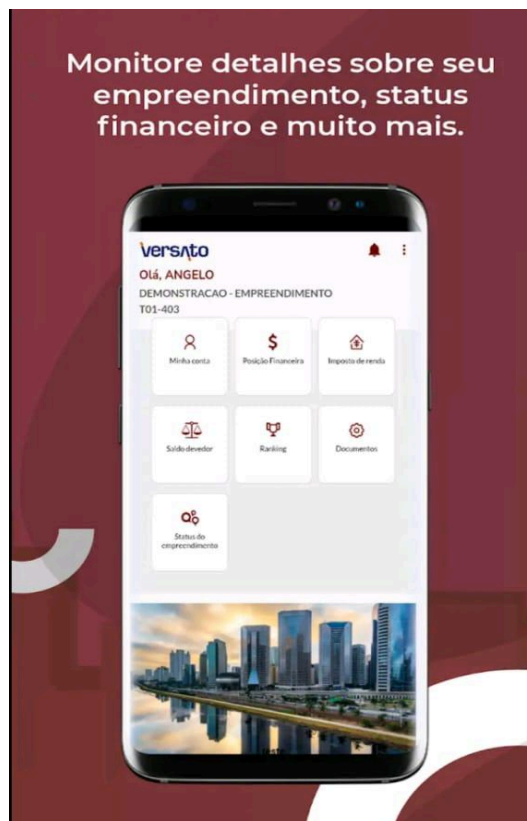 Monitore detalhes sobre seu
empreendimento, status
financeiro e muito mais.
versato
Olá, ANGELO
DEMONSTRACAO - EMPREENDIMENTO
T01-403
Minha conta
Posição Financeira
Imposto de renda
Saldo devedor
Ranking
Documentos
Status do
empreendimento
teste